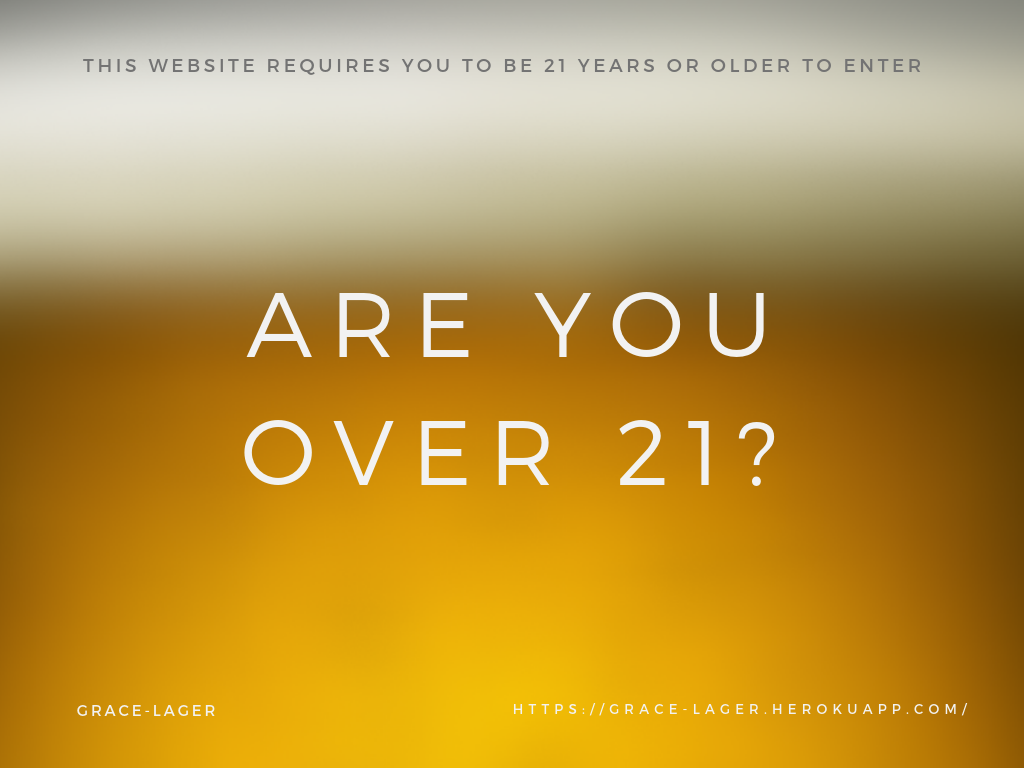 THIS WEBSITE REQUIRES YOU TO BE 21 YEARS OR OLDER TO ENTER
ARE YOU
OVER 21?
GRACE-LAGER
HTTPS://GRACE-LAGER.HEROKUAPP.COM/